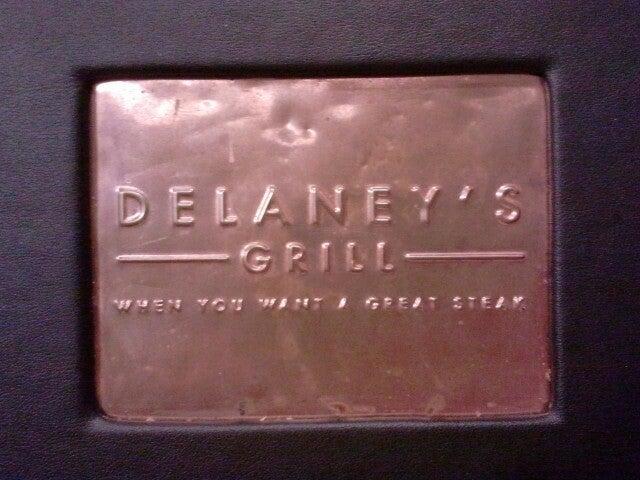 DELANEY'S
GRILL
WHEN YOU WANT A GREAT STEAK